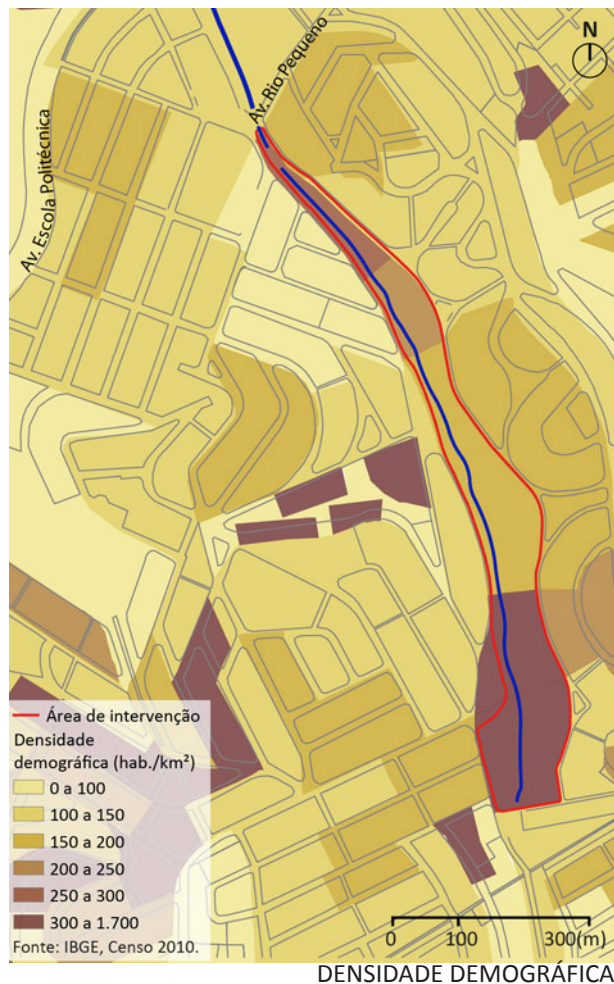 N
Av. Rio Pequeno
Av. Escola Politécnica
Área de intervenção
Densidade
demográfica (hab./km²)
0 a 100
100 a 150
150 a 200
200 a 250
250 a 300
300 a 1.700
Fonte: IBGE, Censo 2010.
0 100 300(m)
DENSIDADE DEMOGRÁFICA